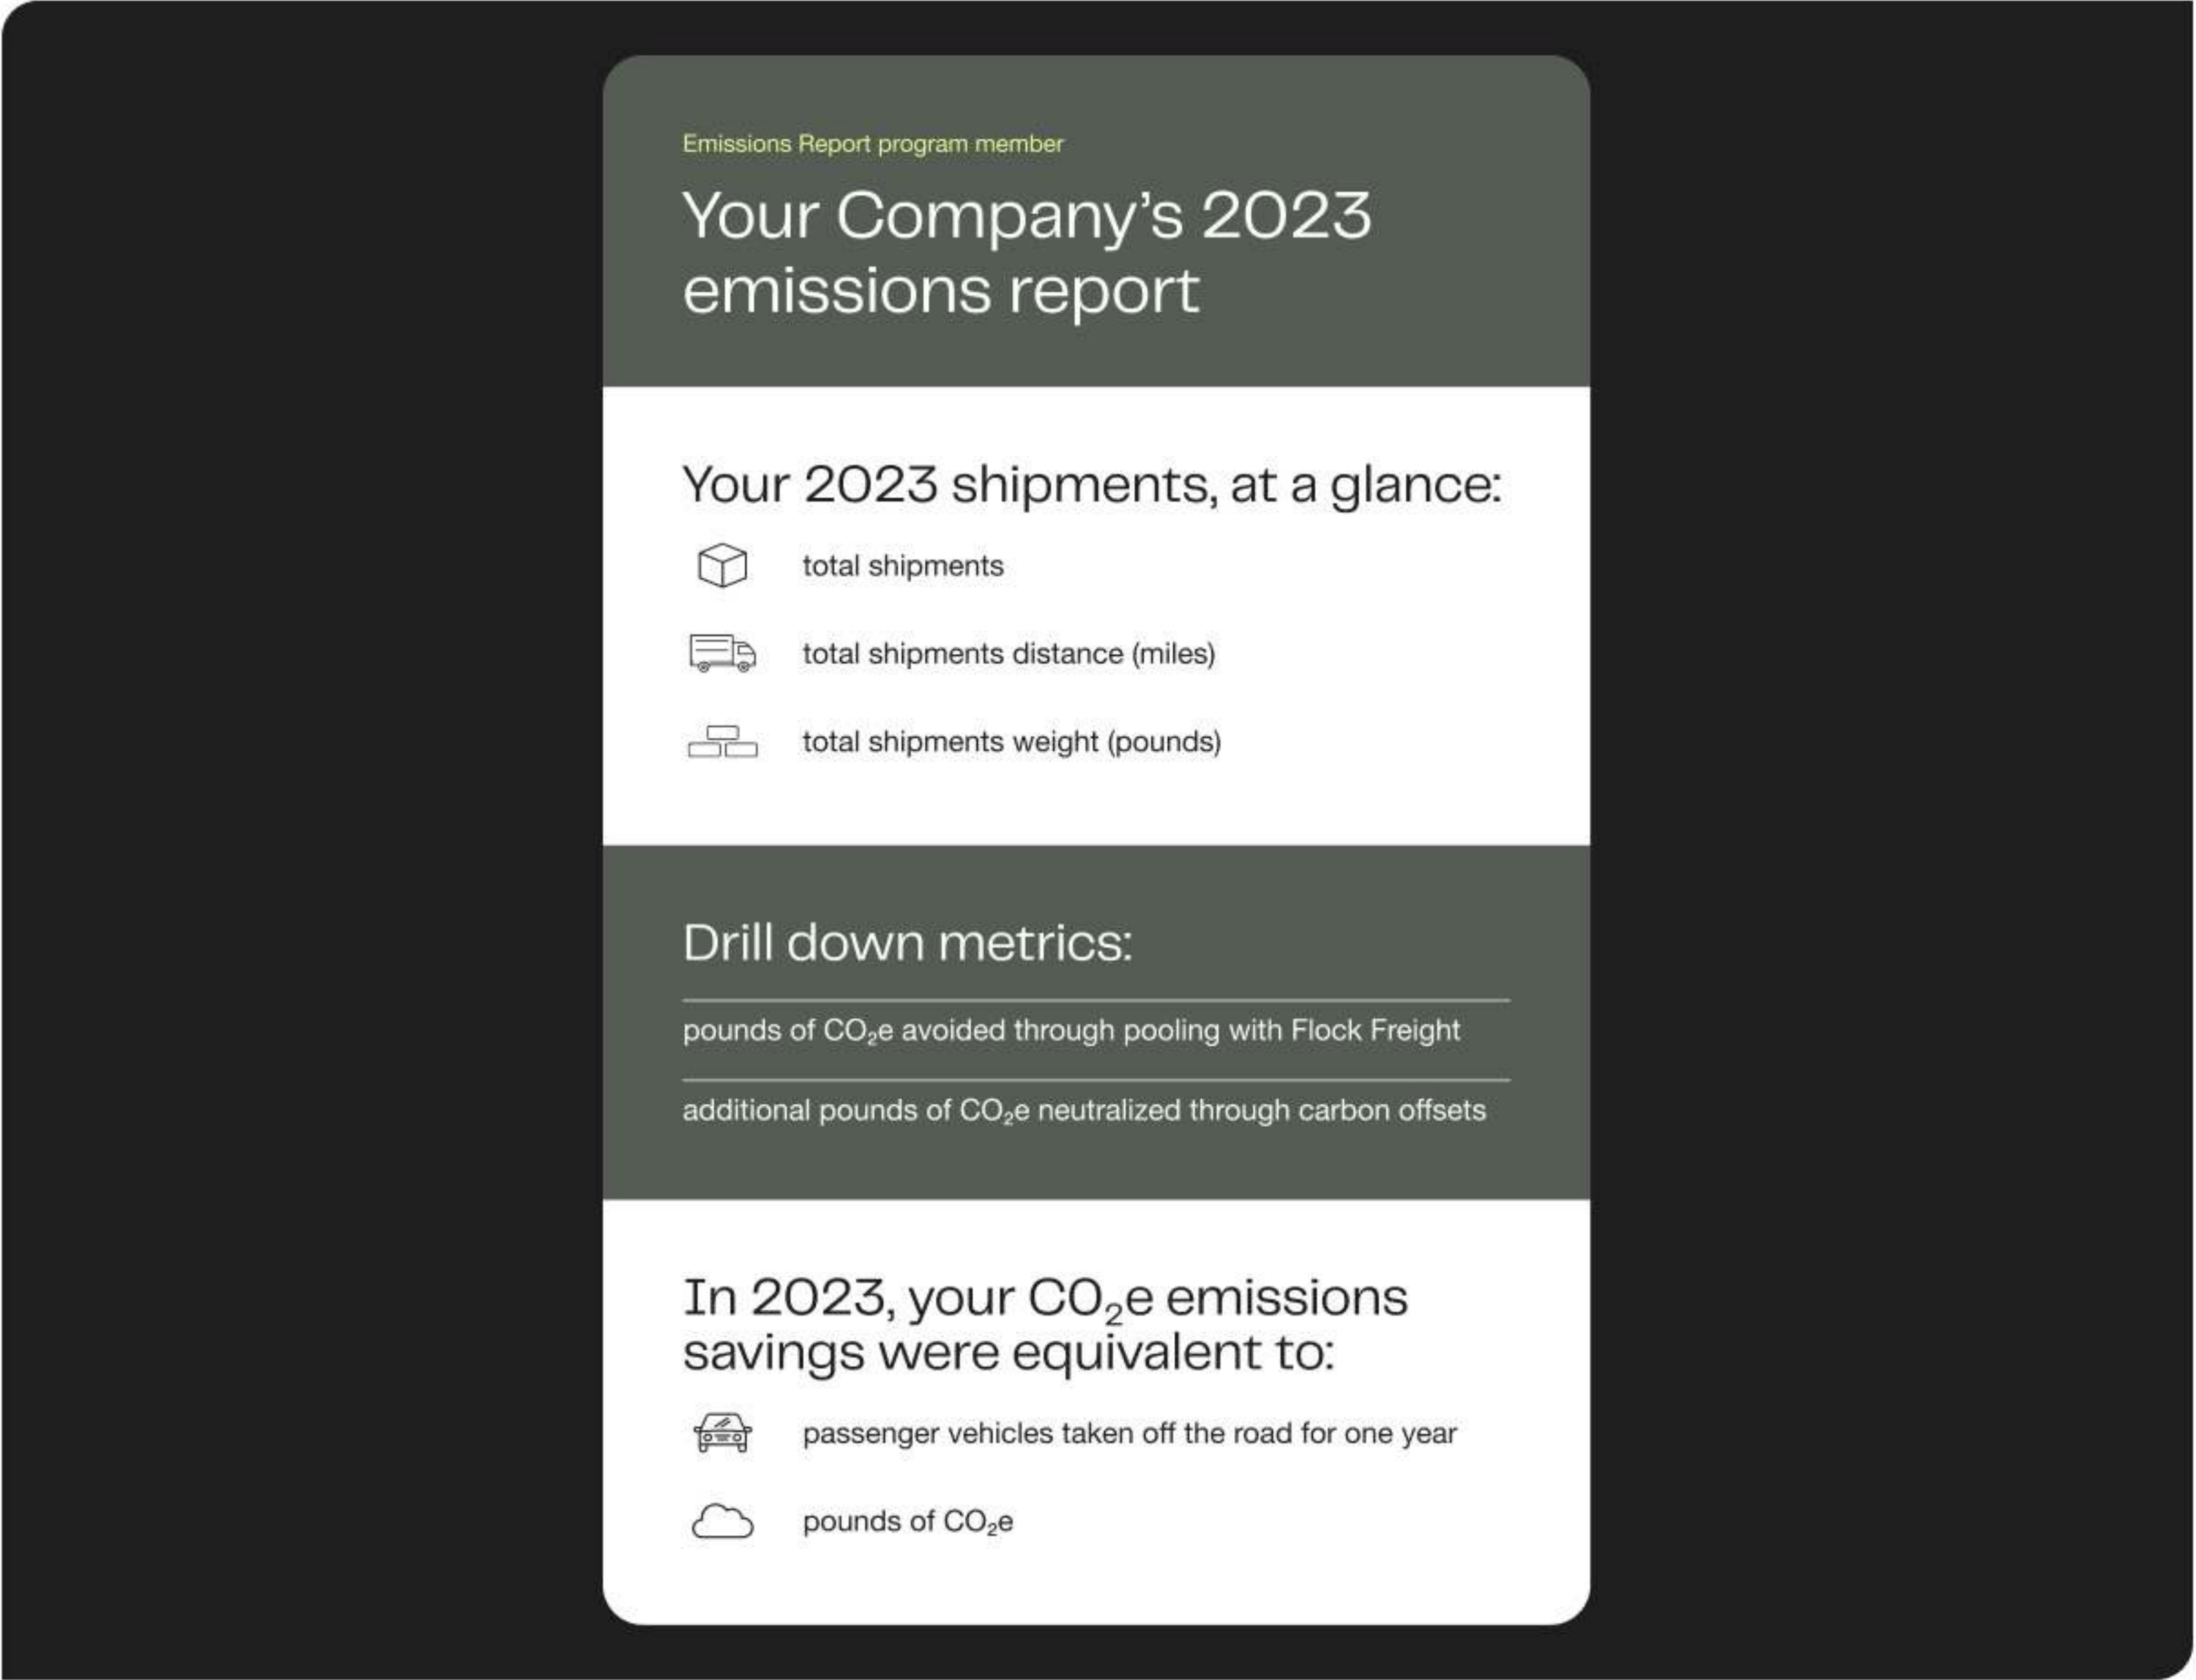 Emissions Report program member
Your Company's 2023
emissions report
Your 2023 shipments, at a glance:
total shipments
total shipments distance (miles)
total shipments weight (pounds)
Drill down metrics:
pounds of CO₂e avoided through pooling with Flock Freight
additional pounds of CO₂e neutralized through carbon offsets
In 2023, your CO₂e emissions
savings were equivalent to:
passenger vehicles taken off the road for one year
pounds of CO₂e